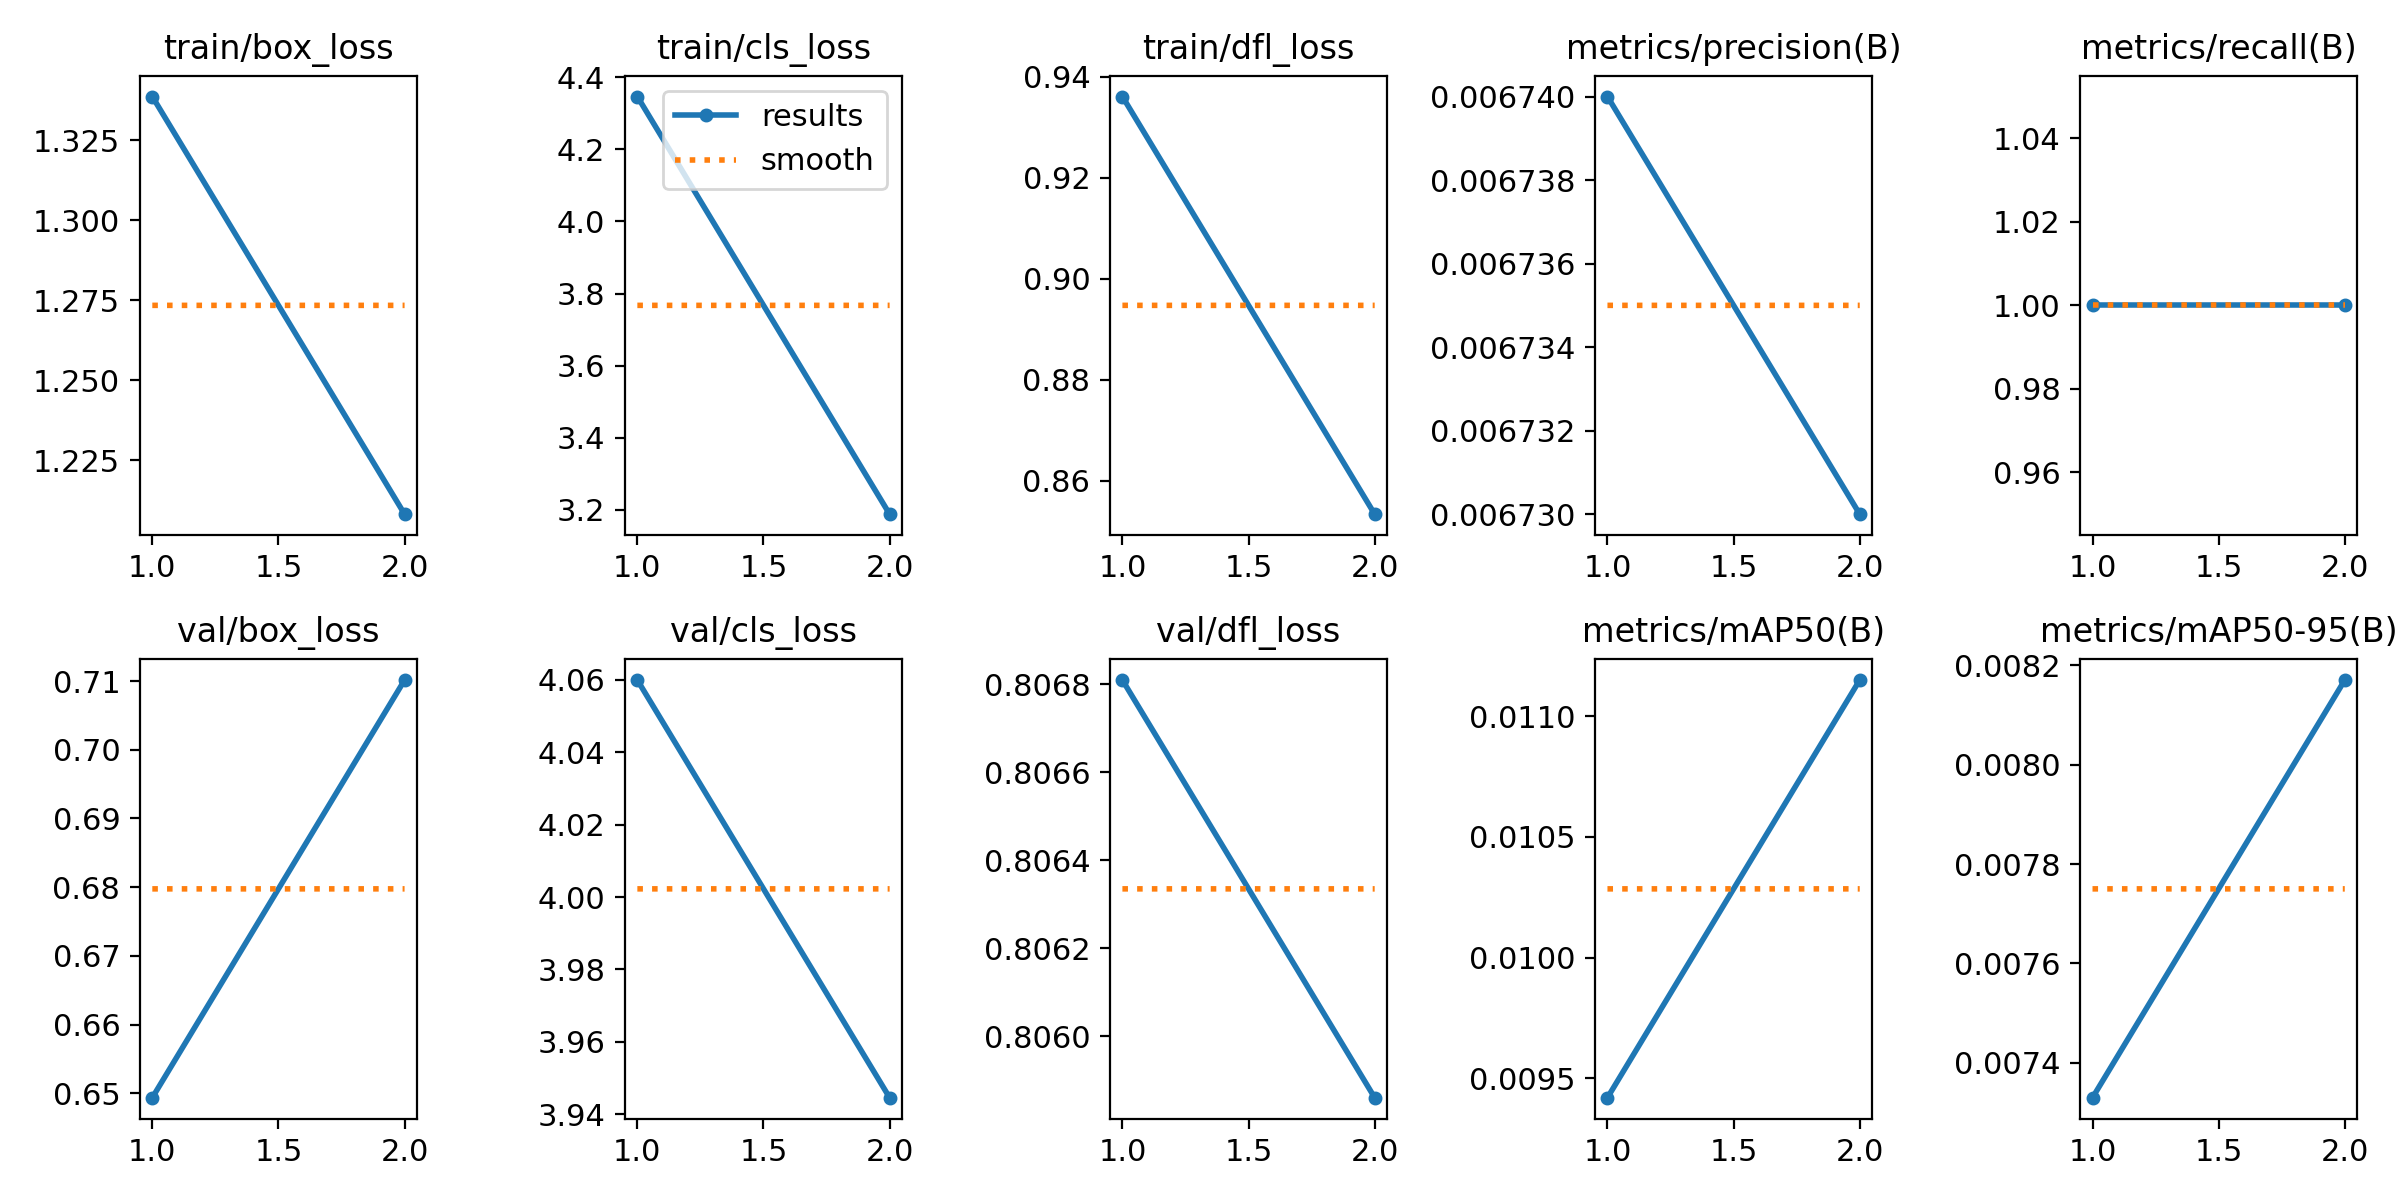 train/box_loss
1.325
1.300
1.275
1.250
1.225
1.0 1.5 2.0
train/cls_loss
4.4
4.2
4.0
3.8
3.6
3.4
3.2
results
smooth
1.0 1.5 2.0
train/dfl_loss
0.94
0.92
0.90
0.88
0.86
1.0 1.5 2.0
metrics/precision(B)
0.006740
0.006738
0.006736
0.006734
0.006732
0.006730
1.0 1.5 2.0
metrics/recall(B)
1.04
1.02
1.00
0.98
0.96
1.0 1.5 2.0
val/box_loss
0.71
0.70
0.69
0.68
0.67
0.66
0.65
1.0 1.5 2.0
val/cls_loss
4.06
4.04
4.02
4.00
3.98
3.96
3.94
1.0 1.5 2.0
val/dfl_loss
0.8068
0.8066
0.8064
0.8062
0.8060
1.0 1.5 2.0
metrics/mAP50(B)
0.0110
0.0105
0.0100
0.0095
1.0 1.5 2.0
metrics/mAP50-95(B)
0.0082
0.0080
0.0078
0.0076
0.0074
1.0 1.5 2.0